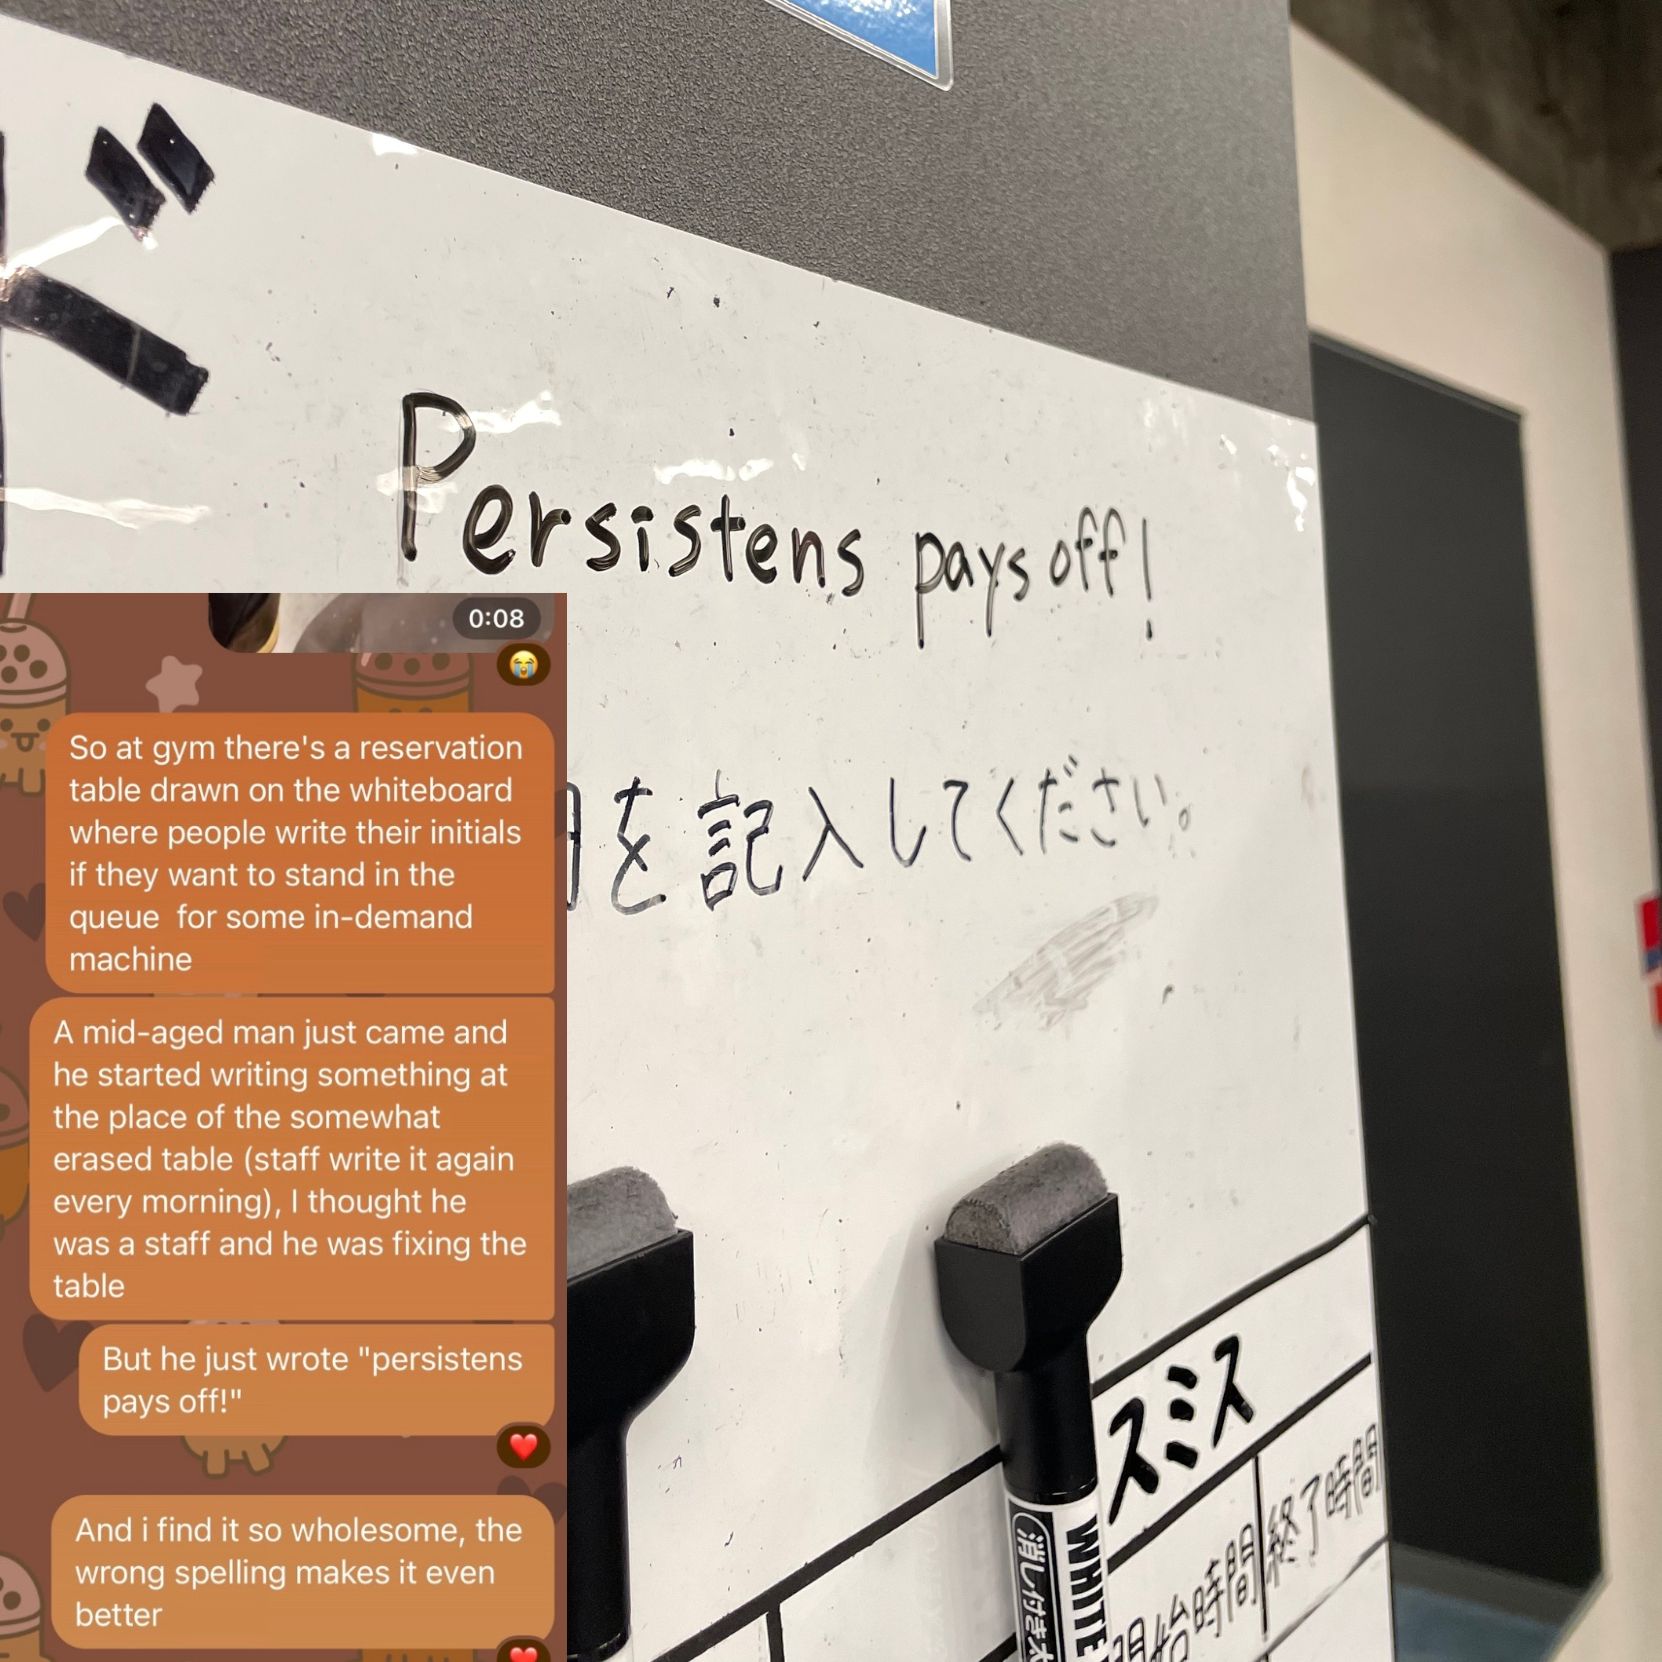 ド
Persistens pays off!
を記入してください。
スミス
開始時間
終了時間
WHITE
消し付き
0:08
So at gym there's a reservation
table drawn on the whiteboard
where people write their initials
if they want to stand in the
queue for some in-demand
machine
A mid-aged man just came and
he started writing something at
the place of the somewhat
erased table (staff write it again
every morning), I thought he
was a staff and he was fixing the
table
But he just wrote "persistens
pays off!"
And i find it so wholesome, the
wrong spelling makes it even
better